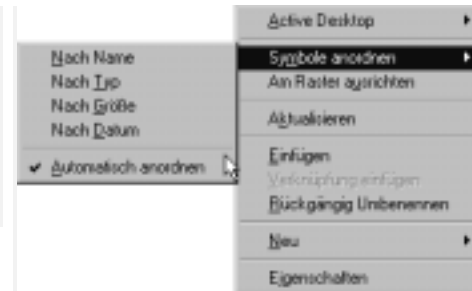 Active Desktop
Symbole anordnen
Am Raster ausrichten
Aktualisieren
Einfügen
Verknüpfung einfügen
Rückgängig Umbenennen
Neu
Eigenschaften
Nach Name
Nach Typ
Nach Größe
Nach Datum
Automatisch anordnen